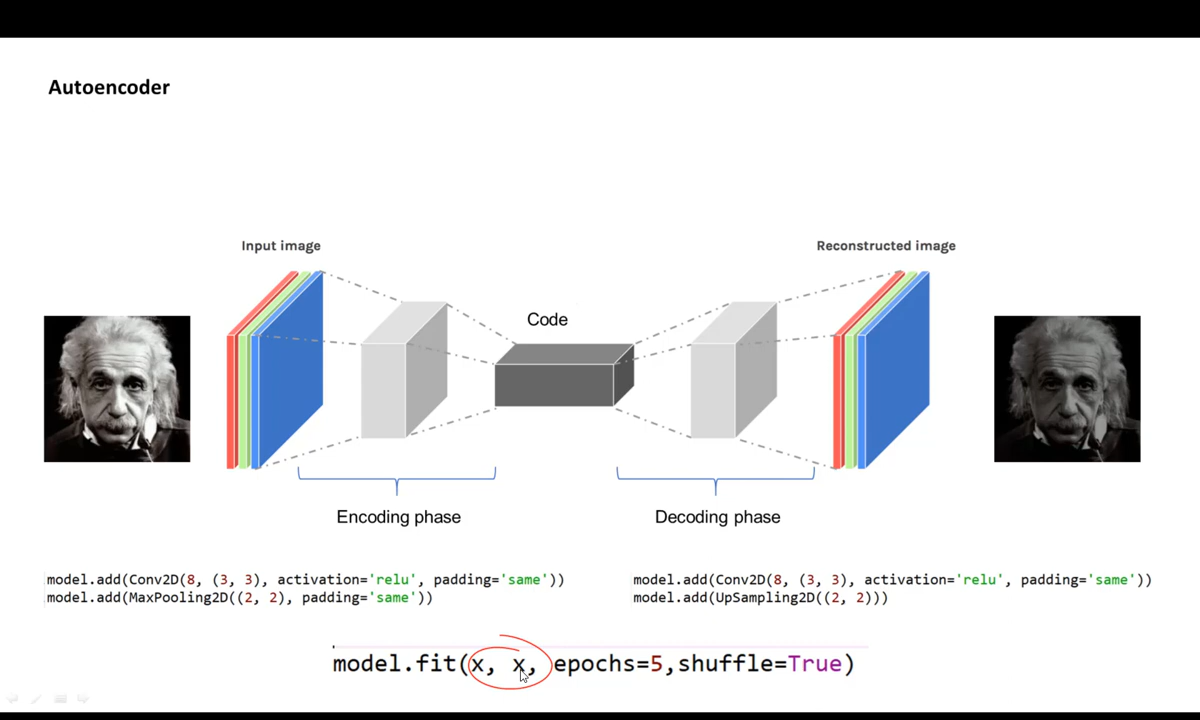 Autoencoder
Input image
Reconstructed image
Code
Encoding phase
Decoding phase
model.add(Conv2D(8, (3, 3), activation='relu', padding='same'))
model.add(MaxPooling2D((2, 2), padding='same'))
model.add(Conv2D(8, (3, 3), activation='relu', padding='same'))
model.add(UpSampling2D((2, 2)))
model.fit(x, x, epochs=5,shuffle=True)